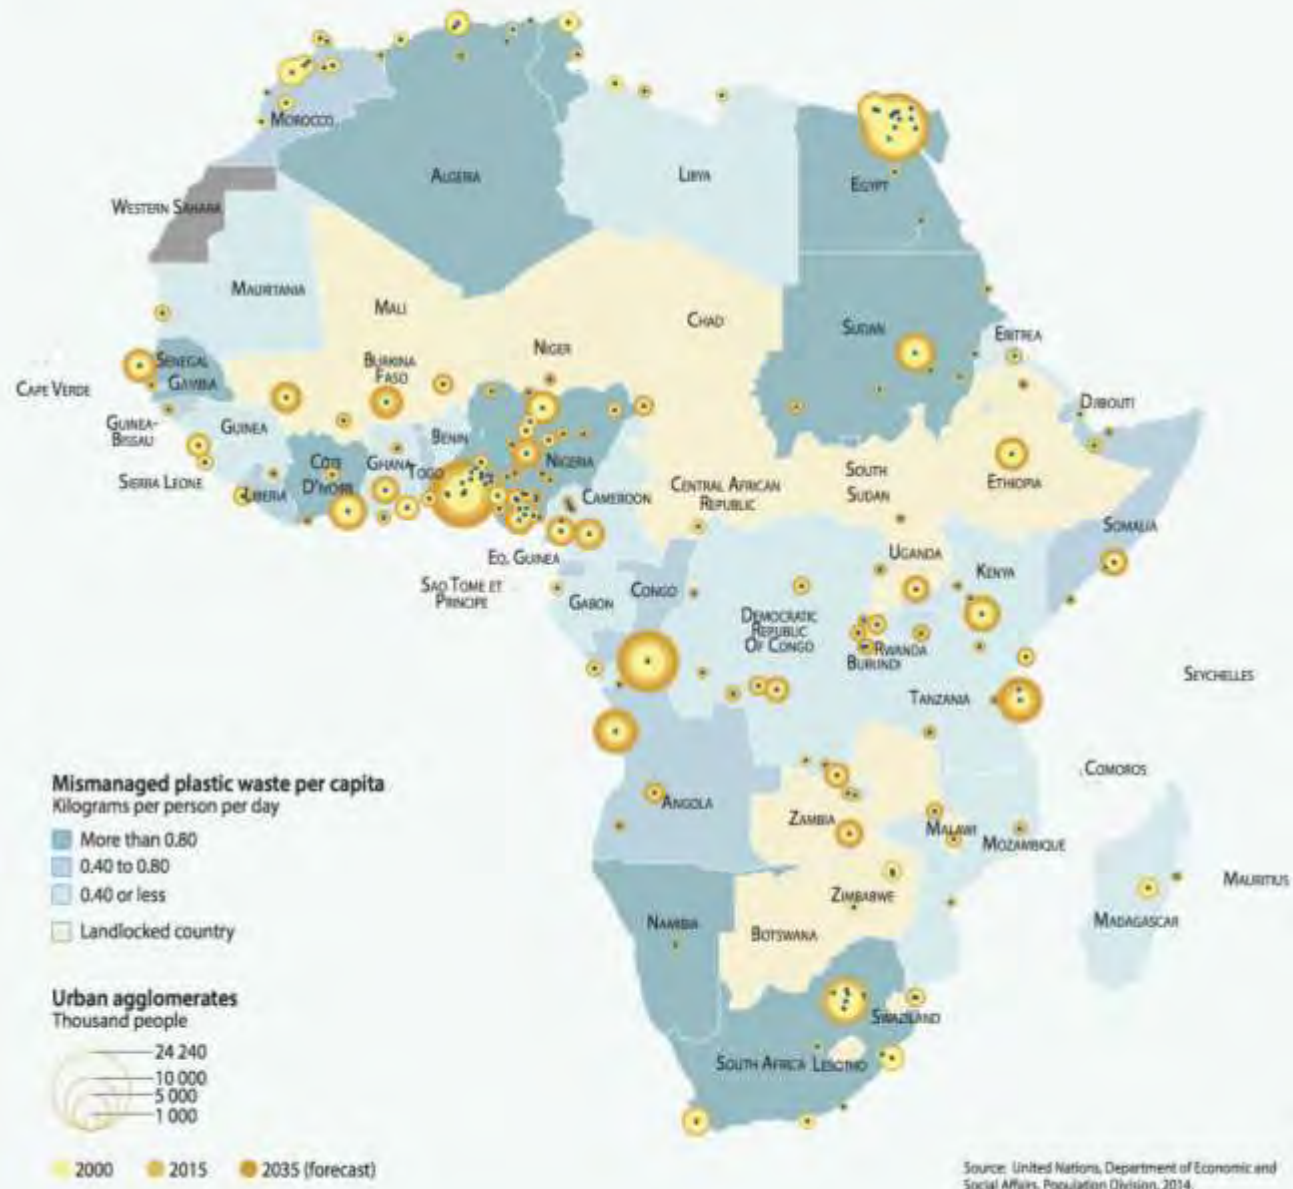 MOROCCO
ALGERIA
LIBYA
EGYPT
WESTERN SAHARA
MAURITANIA
MALI
CHAD
SUDAN
ERITREA
NIGER
BURKINA
FASO
SENEGAL
GAMBIA
CAPE VERDE
DJIBOUTI
GUINEA-
BISSAU
GUINEA
BENIN
NIGERIA
CÔTE
D'IVOIRE
GHANA
TOGO
SIERRA LEONE
LIBERIA
CAMEROON
CENTRAL AFRICAN
REPUBLIC
SOUTH
SUDAN
ETHIOPIA
SOMALIA
EQ. GUINEA
SAO TOME ET
PRINCIPE
GABON
CONGO
UGANDA
KENYA
DEMOCRATIC
REPUBLIC
OF CONGO
RWANDA
BURUNDI
SEYCHELLES
TANZANIA
COMOROS
ANGOLA
ZAMBIA
MALAWI
MOZAMBIQUE
MAURITIUS
MADAGASCAR
ZIMBABWE
NAMIBIA
BOTSWANA
SWAZILAND
SOUTH AFRICA LESOTHO
Mismanaged plastic waste per capita
Kilograms per person per day
More than 0.80
0.40 to 0.80
0.40 or less
Landlocked country
Urban agglomerates
Thousand people
24 240
10 000
5 000
1 000
2000 2015 2035 (forecast)
Source: United Nations, Department of Economic and
Social Affairs, Population Division, 2014.